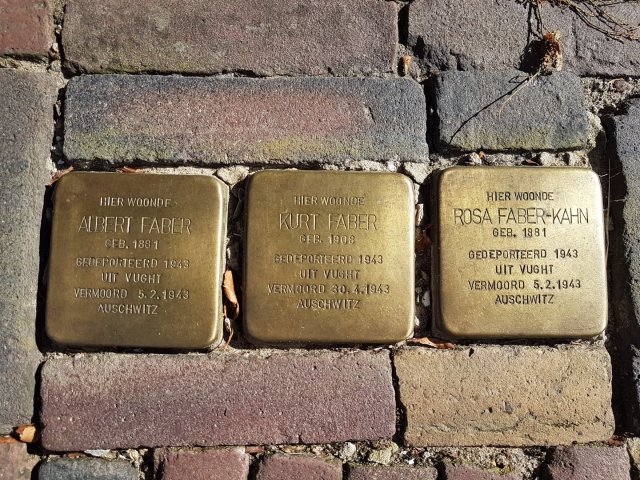 HIER WOONDE
ALBERT FABER
GEB. 1881
GEDEPORTEERD 1943
UIT VUGHT
VERMOORD 5.2.1943
AUSCHWITZ
HIER WOONDE
KURT FABER
GEB. 1908
GEDEPORTEERD 1943
UIT VUGHT
VERMOORD 30.4.1943
AUSCHWITZ
HIER WOONDE
ROSA FABER-KAHN
GEB. 1881
GEDEPORTEERD 1943
UIT VUGHT
VERMOORD 5.2.1943
AUSCHWITZ